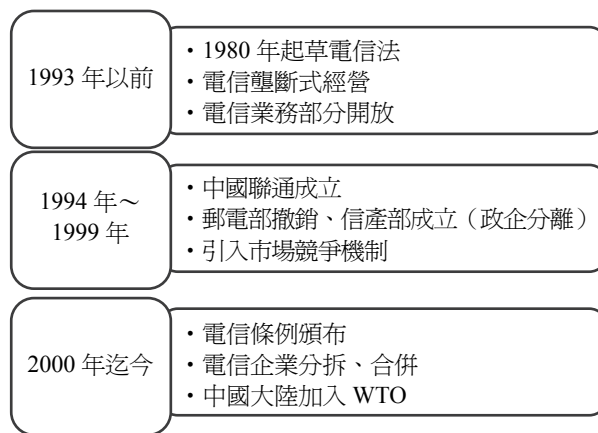 1993 年以前
・1980 年起草電信法
・電信壟斷式經營
・電信業務部分開放
1994 年～
1999 年
・中國聯通成立
・郵電部撤銷、信產部成立（政企分離）
・引入市場競爭機制
2000 年迄今
・電信條例頒布
・電信企業分拆、合併
・中國大陸加入 WTO